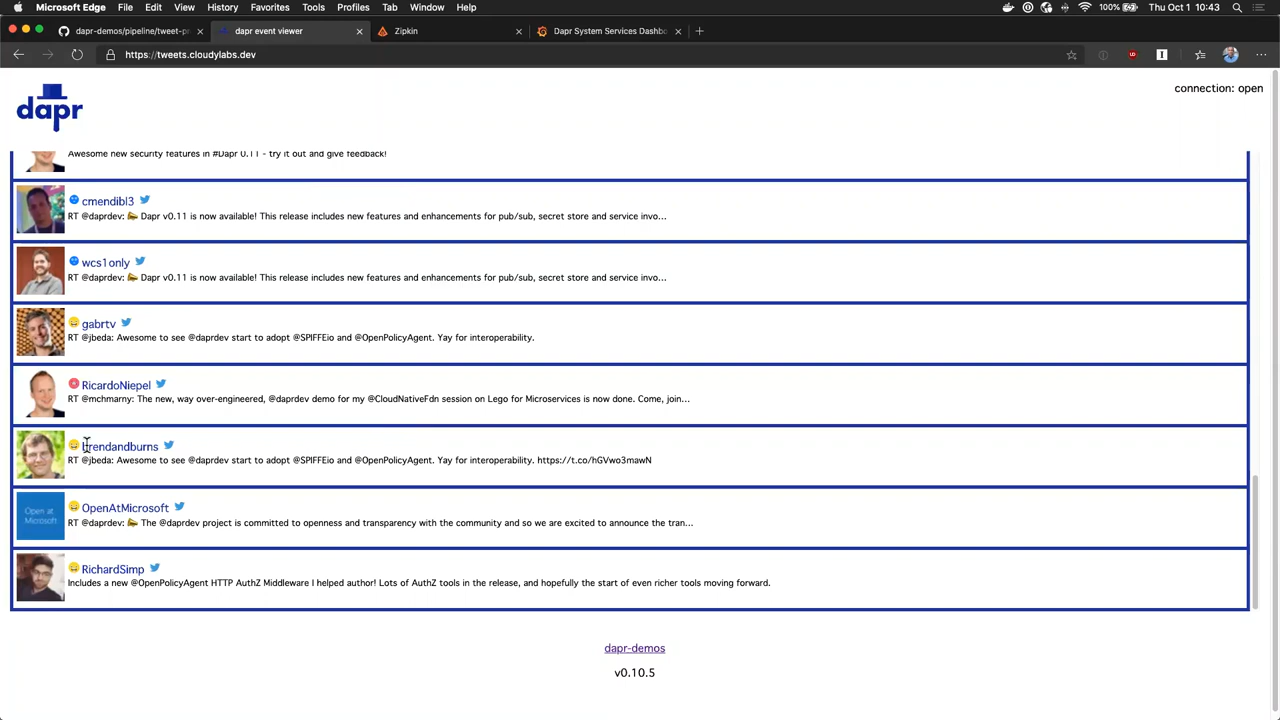 Microsoft Edge File Edit View History Favorites Tools Profiles Tab Window Help 100% Thu Oct 1 10:43
dapr-demos/pipeline/tweet-pr dapr event viewer Zipkin Dapr System Services Dashbo
https://tweets.cloudylabs.dev
connection: open
dapr
Awesome new security features in #Dapr 0.11 - try it out and give feedback!
cmendibl3
RT @daprdev: 📣 Dapr v0.11 is now available! This release includes new features and enhancements for pub/sub, secret store and service invo…
wcs1only
RT @daprdev: 📣 Dapr v0.11 is now available! This release includes new features and enhancements for pub/sub, secret store and service invo…
gabrtv
RT @jbeda: Awesome to see @daprdev start to adopt @SPIFFEio and @OpenPolicyAgent. Yay for interoperability.
RicardoNiepel
RT @mchmarny: The new, way over-engineered, @daprdev demo for my @CloudNativeFdn session on Lego for Microservices is now done. Come, join…
brendandburns
RT @jbeda: Awesome to see @daprdev start to adopt @SPIFFEio and @OpenPolicyAgent. Yay for interoperability. https://t.co/hGVwo3mawN
Open at
Microsoft
OpenAtMicrosoft
RT @daprdev: 📣 The @daprdev project is committed to openness and transparency with the community and so we are excited to announce the tran…
RichardSimp
Includes a new @OpenPolicyAgent HTTP AuthZ Middleware I helped author! Lots of AuthZ tools in the release, and hopefully the start of even richer tools moving forward.
dapr-demos
v0.10.5